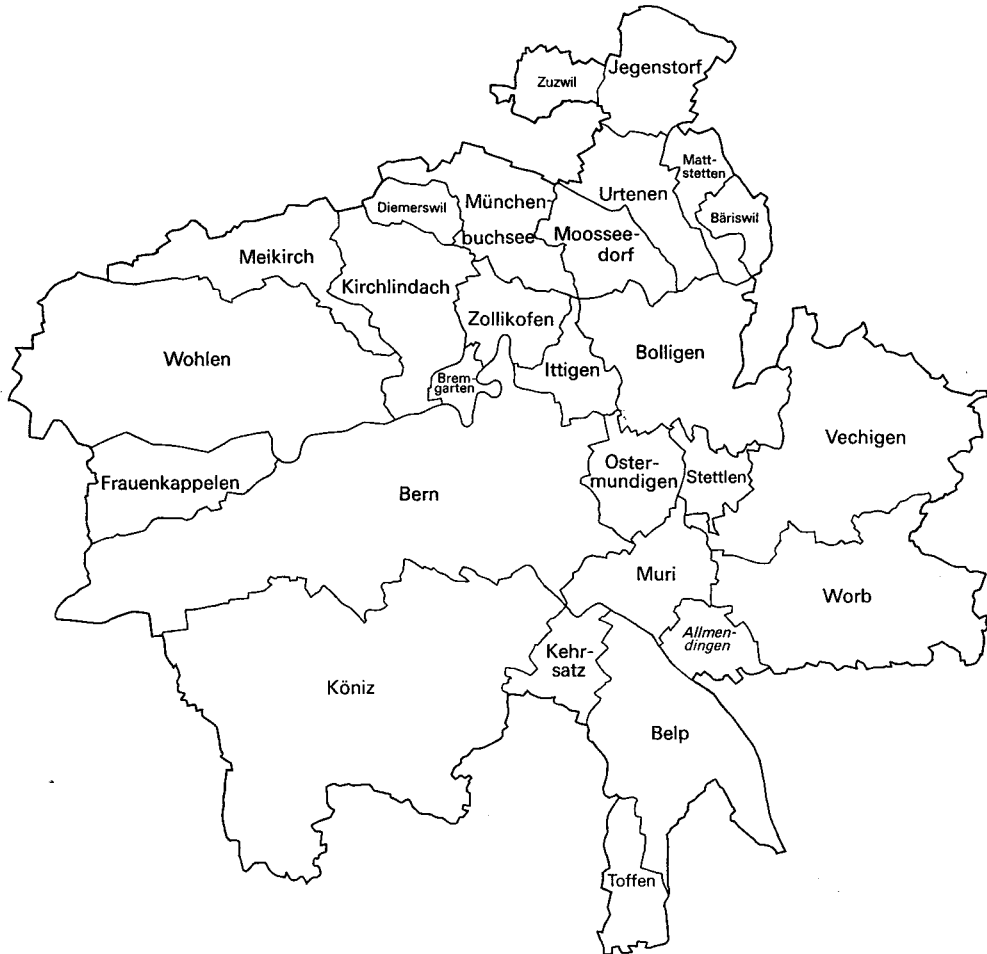 Jegenstorf
Zuzwil
Matt-
stetten
Urtenen
München-
buchsee
Diemerswil
Bäriswil
Moossee-
dorf
Meikirch
Kirchlindach
Zollikofen
Wohlen
Bolligen
Ittigen
Brem-
garten
Vechigen
Oster-
mundigen
Stettlen
Frauenkappelen
Bern
Muri
Worb
Allmen-
dingen
Kehr-
satz
Köniz
Belp
Toffen